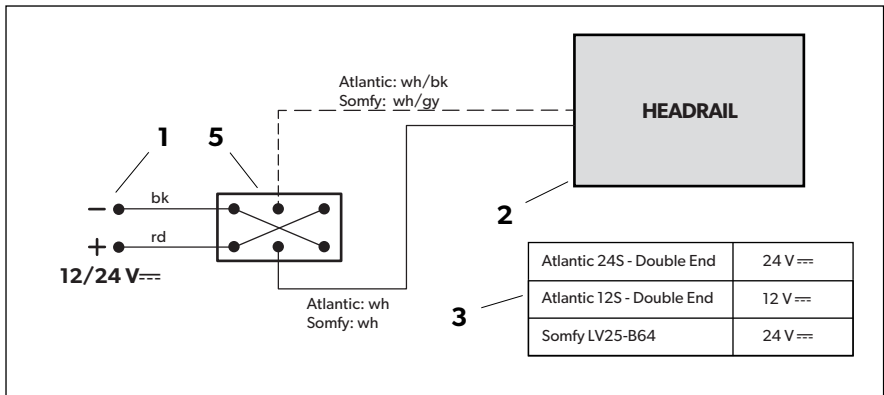 Atlantic: wh/bk
Somfy: wh/gy
HEADRAIL
1
5
bk
2
rd
12/24 V⎓
Atlantic: wh
Somfy: wh
3
Atlantic 24S - Double End 24 V⎓
Atlantic 12S - Double End 12 V⎓
Somfy LV25-B64 24 V⎓